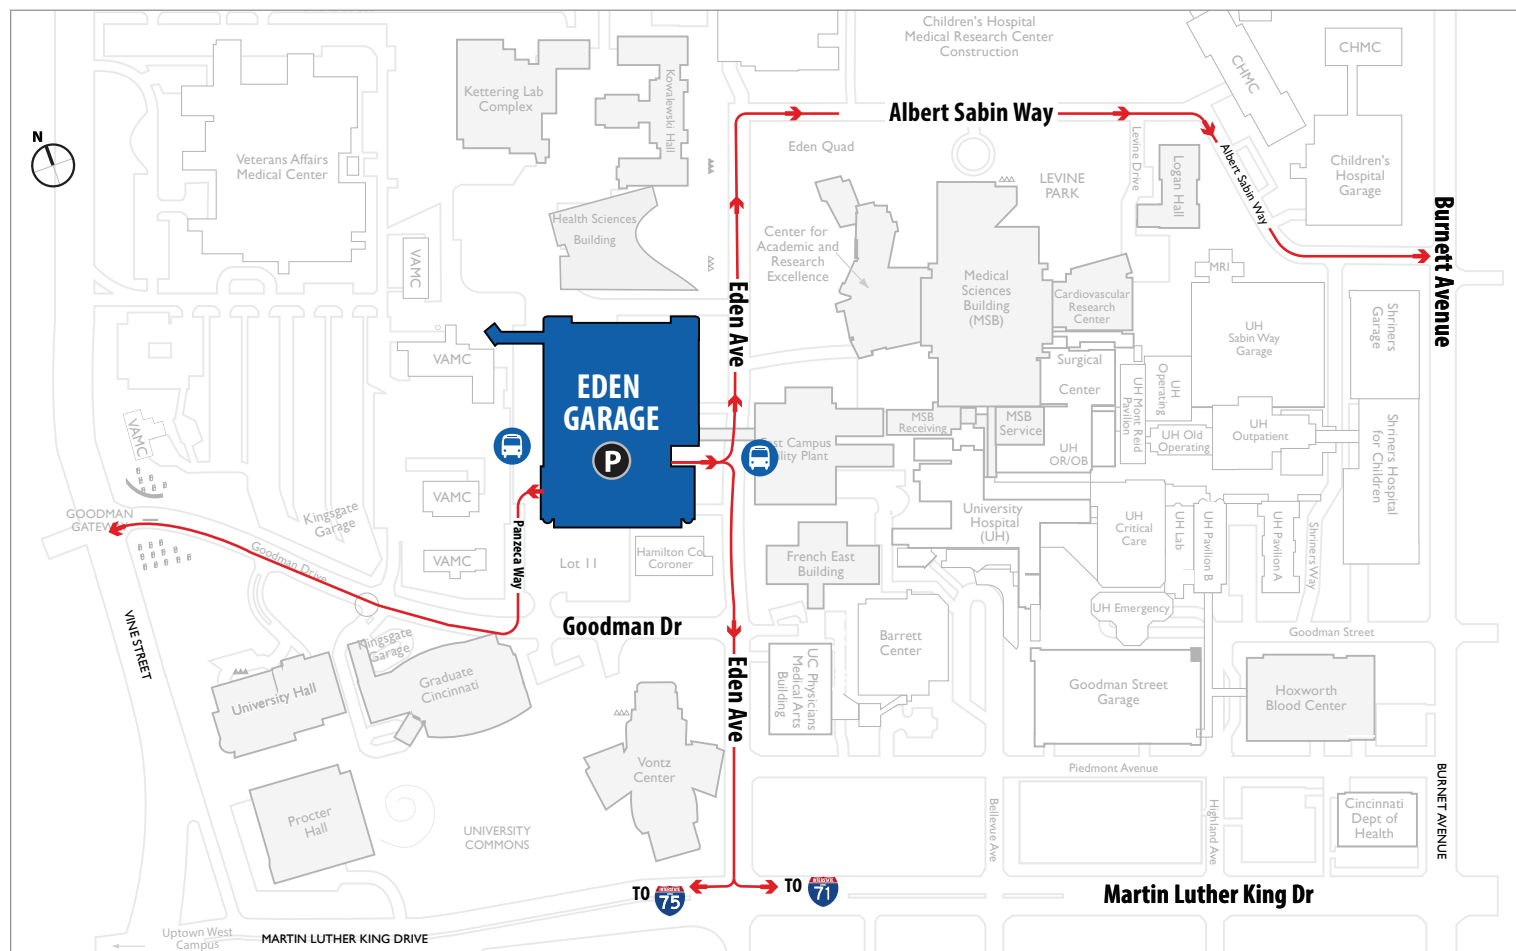 Children's Hospital
Medical Research Center
Construction
CHMC
CHMC
Kettering Lab
Complex
Kowalewski Hall
Albert Sabin Way
N
Veterans Affairs
Medical Center
Eden Quad
Levine Drive
Logan Hall
Albert Sabin Way
Children's
Hospital
Garage
LEVINE
PARK
Burnett Avenue
Health Sciences
Building
Center for
Academic and
Research
Excellence
VAMC
MRI
Medical
Sciences
Building
(MSB)
Cardiovascular
Research
Center
Eden Ave
Shriners
Garage
UH
Sabin Way
Garage
VAMC
Surgical
Center
EDEN
GARAGE
P
UH
Operating
UH Mont Reid
Pavilion
MSB
Receiving
MSB
Service
VAMC
UH Old
Operating
UH
Outpatient
Shriners Hospital
for Children
East Campus
Utility Plant
UH
OR/OB
VAMC
GOODMAN
GATEWAY
Kingsgate
Garage
Panzeca Way
University
Hospital
(UH)
UH
Critical
Care
UH Lab
UH Pavilion B
UH Pavilion A
Shriners Way
Goodman Drive
VAMC
Lot 11
Hamilton Co.
Coroner
French East
Building
UH Emergency
VINE STREET
Goodman Dr
Goodman Street
Kingsgate
Garage
Barrett
Center
UC Physicians
Medical Arts
Building
University Hall
Graduate
Cincinnati
Eden Ave
Goodman Street
Garage
Hoxworth
Blood Center
Vontz
Center
Piedmont Avenue
BURNET AVENUE
Procter
Hall
UNIVERSITY
COMMONS
Bellevue Ave
Highland Ave
Cincinnati
Dept of
Health
TO
INTERSTATE
75
TO
INTERSTATE
71
Martin Luther King Dr
Uptown West
Campus
MARTIN LUTHER KING DRIVE